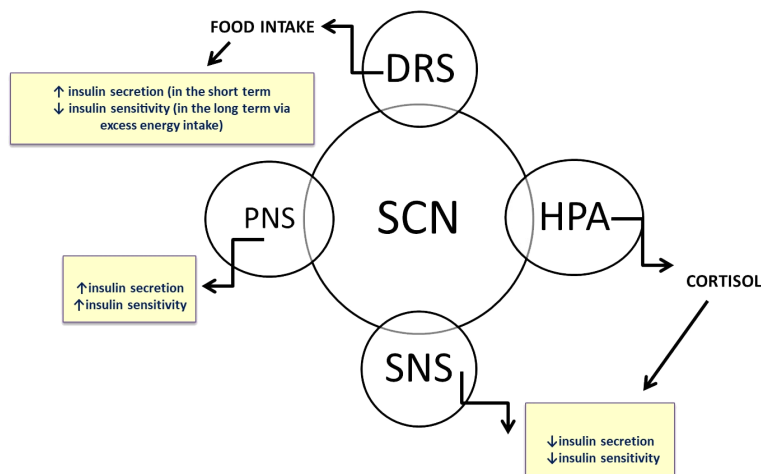 FOOD INTAKE
DRS
↑ insulin secretion (in the short term
↓ insulin sensitivity (in the long term via
excess energy intake)
PNS
SCN
HPA
↑insulin secretion
↑insulin sensitivity
CORTISOL
SNS
↓insulin secretion
↓insulin sensitivity